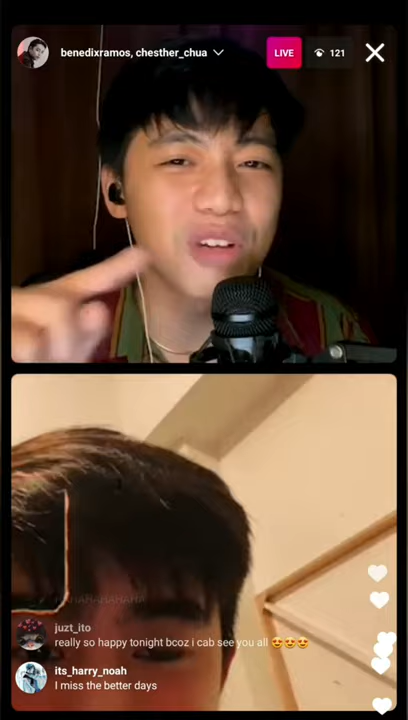 benedixramos, chesther_chua
LIVE
121
HAHAHAHAHA
juzt_ito
really so happy tonight bcoz i cab see you all 😍😍😍
its_harry_noah
I miss the better days